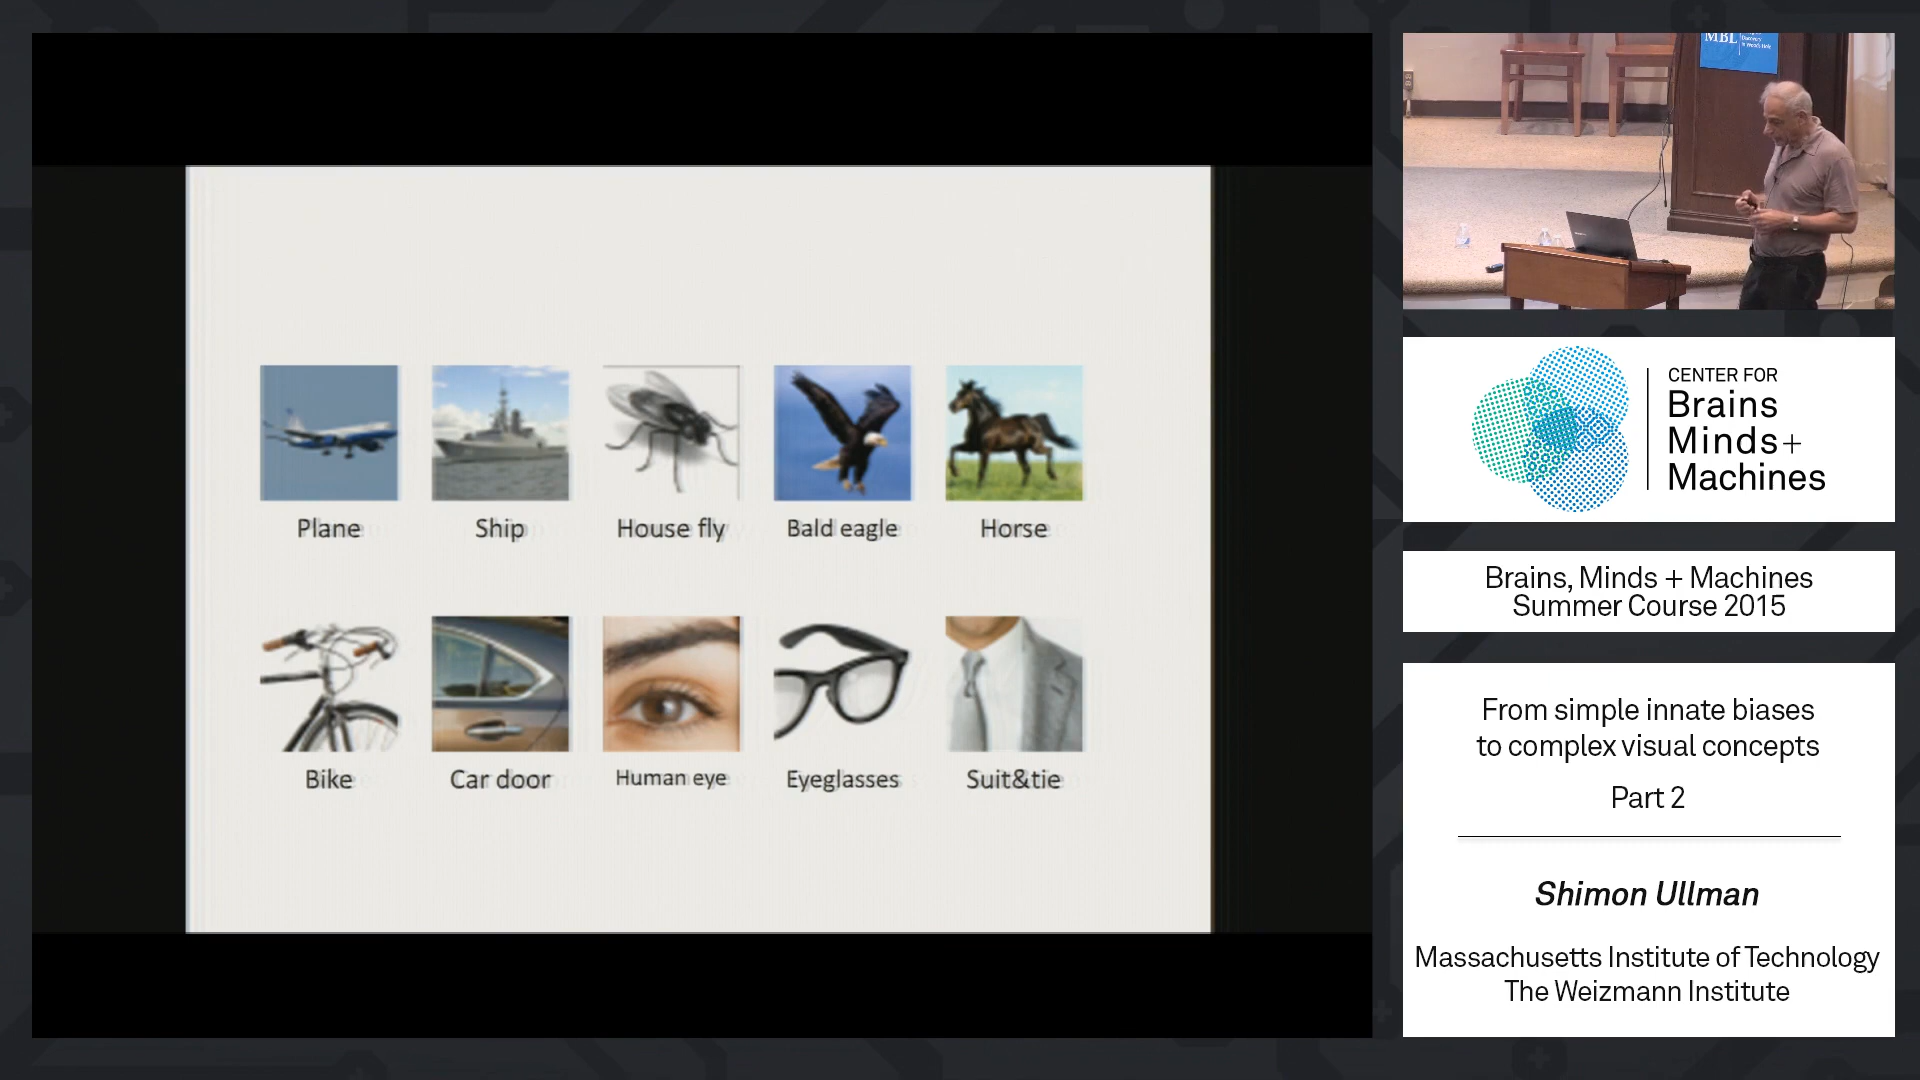 Plane
Ship
House fly
Bald eagle
Horse
Bike
Car door
Human eye
Eyeglasses
Suit&tie
MBL
CENTER FOR
Brains
Minds+
Machines
Brains, Minds + Machines
Summer Course 2015
From simple innate biases
to complex visual concepts
Part 2
Shimon Ullman
Massachusetts Institute of Technology
The Weizmann Institute